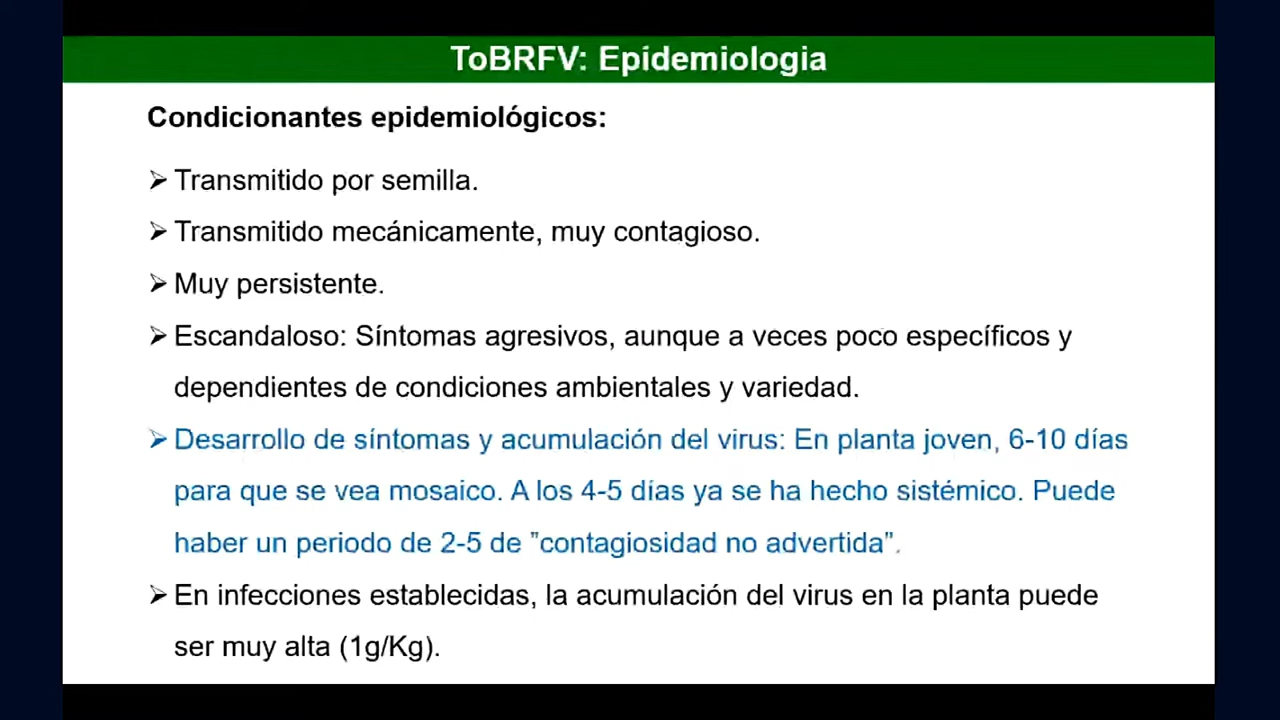 ToBRFV: Epidemiologia
Condicionantes epidemiológicos:
➢ Transmitido por semilla.
➢ Transmitido mecánicamente, muy contagioso.
➢ Muy persistente.
➢ Escandaloso: Síntomas agresivos, aunque a veces poco específicos y
dependientes de condiciones ambientales y variedad.
➢ Desarrollo de síntomas y acumulación del virus: En planta joven, 6-10 días
para que se vea mosaico. A los 4-5 días ya se ha hecho sistémico. Puede
haber un periodo de 2-5 de ”contagiosidad no advertida”.
➢ En infecciones establecidas, la acumulación del virus en la planta puede
ser muy alta (1g/Kg).